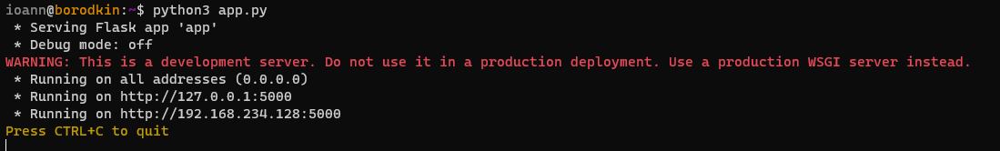 ioann@borodkin:~$ python3 app.py
 * Serving Flask app 'app'
 * Debug mode: off
WARNING: This is a development server. Do not use it in a production deployment. Use a production WSGI server instead.
 * Running on all addresses (0.0.0.0)
 * Running on http://127.0.0.1:5000
 * Running on http://192.168.234.128:5000
Press CTRL+C to quit